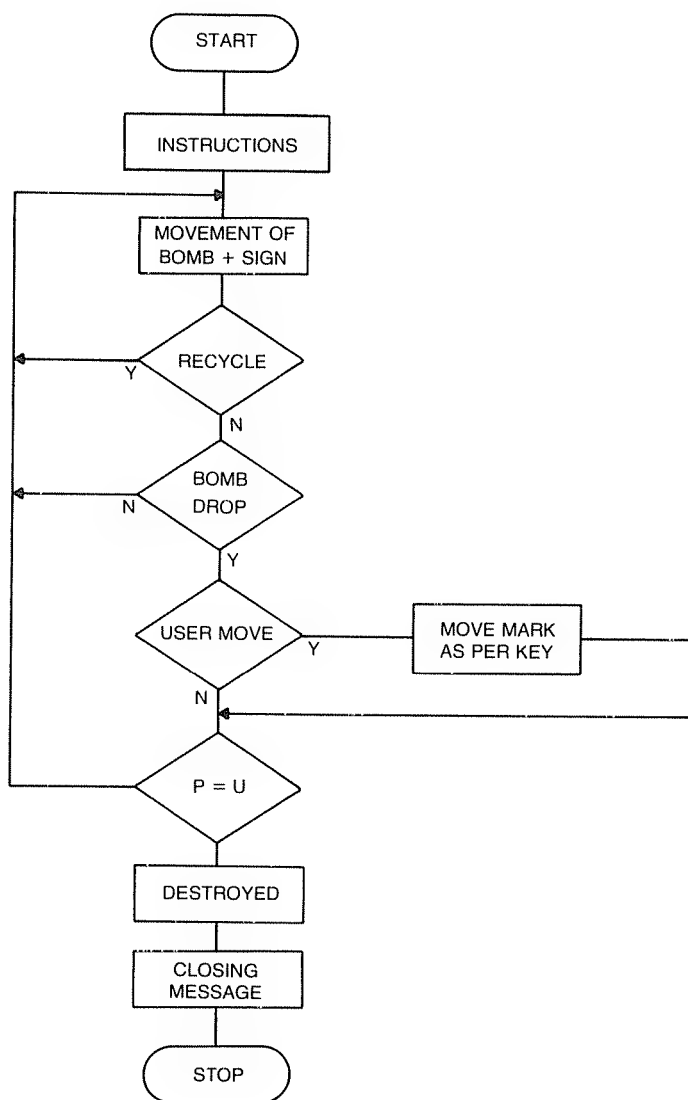 START
INSTRUCTIONS
MOVEMENT OF
BOMB + SIGN
RECYCLE
Y
N
BOMB
DROP
N
Y
USER MOVE
Y
MOVE MARK
AS PER KEY
N
P = U
DESTROYED
CLOSING
MESSAGE
STOP